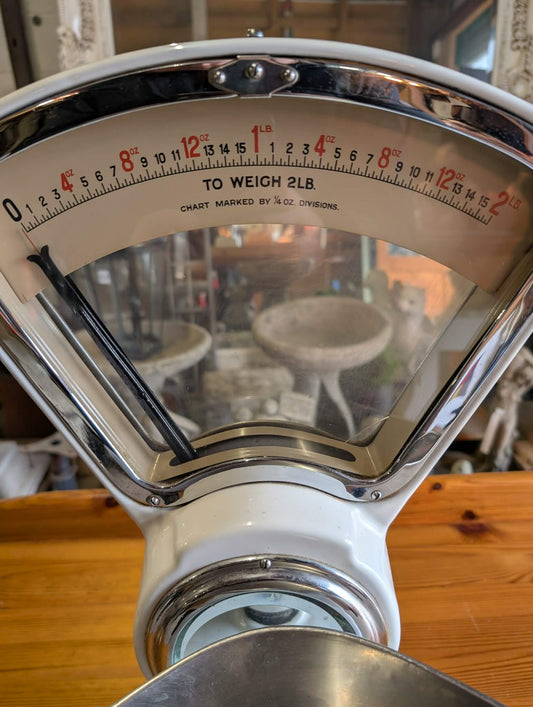 0 1 2 3 4OZ 5 6 7 8OZ 9 10 11 12OZ 13 14 15 1LB. 1 2 3 4OZ 5 6 7 8OZ 9 10 11 12OZ 13 14 15 2LB
TO WEIGH 2LB.
CHART MARKED BY ¼ OZ. DIVISIONS.